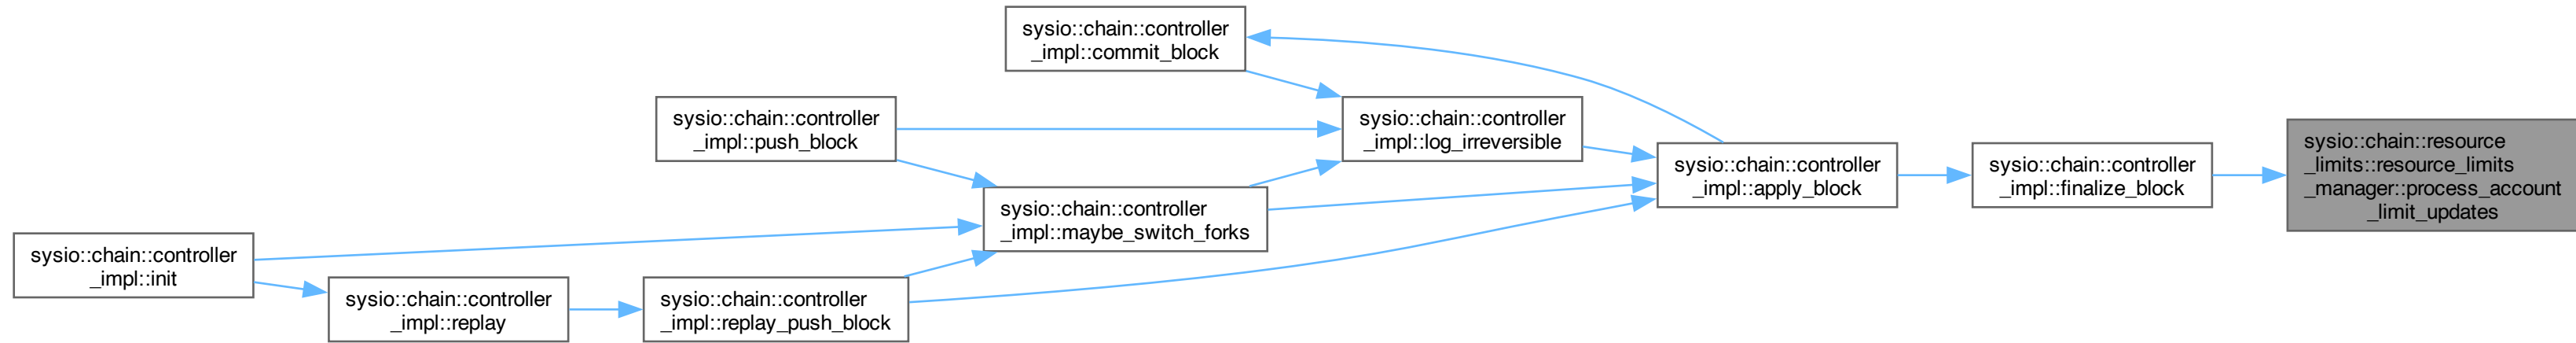 sysio::chain::controller
_impl::commit_block
sysio::chain::controller
_impl::push_block
sysio::chain::controller
_impl::log_irreversible
sysio::chain::resource
_limits::resource_limits
_manager::process_account
_limit_updates
sysio::chain::controller
_impl::apply_block
sysio::chain::controller
_impl::finalize_block
sysio::chain::controller
_impl::maybe_switch_forks
sysio::chain::controller
_impl::init
sysio::chain::controller
_impl::replay
sysio::chain::controller
_impl::replay_push_block